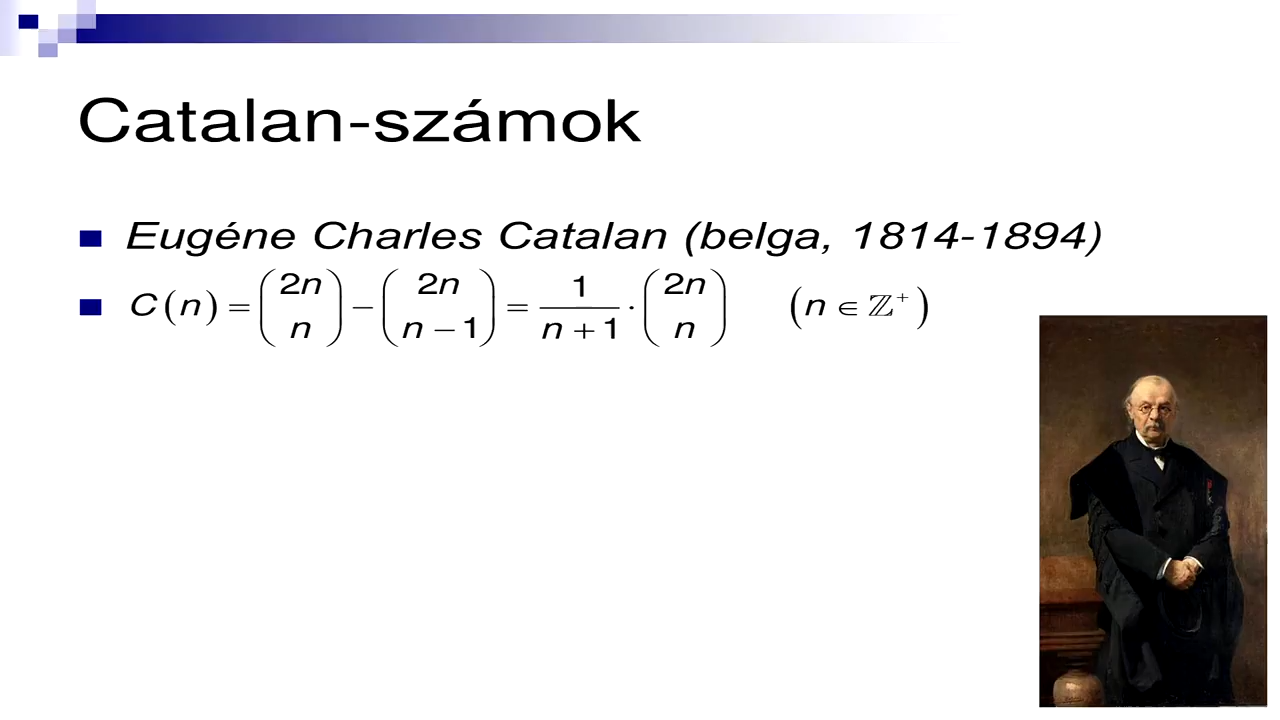 Catalan-számok
Eugéne Charles Catalan (belga, 1814-1894)
C(n) = (2n n) − (2n n − 1) = 1/(n + 1) · (2n n) (n ∈ ℤ⁺)